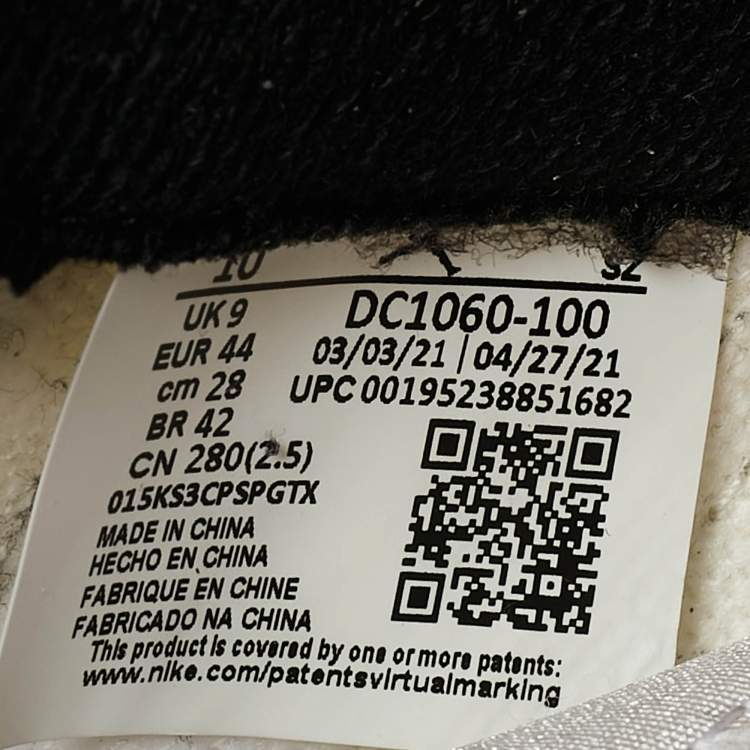 10 32
UK 9
EUR 44
cm 28
BR 42
CN 280(2.5)
015KS3CPSPGTX
DC1060-100
03/03/21 | 04/27/21
UPC 00195238851682
MADE IN CHINA
HECHO EN CHINA
FABRIQUE EN CHINE
FABRICADO NA CHINA
This product is covered by one or more patents:
www.nike.com/patentsvirtualmarking